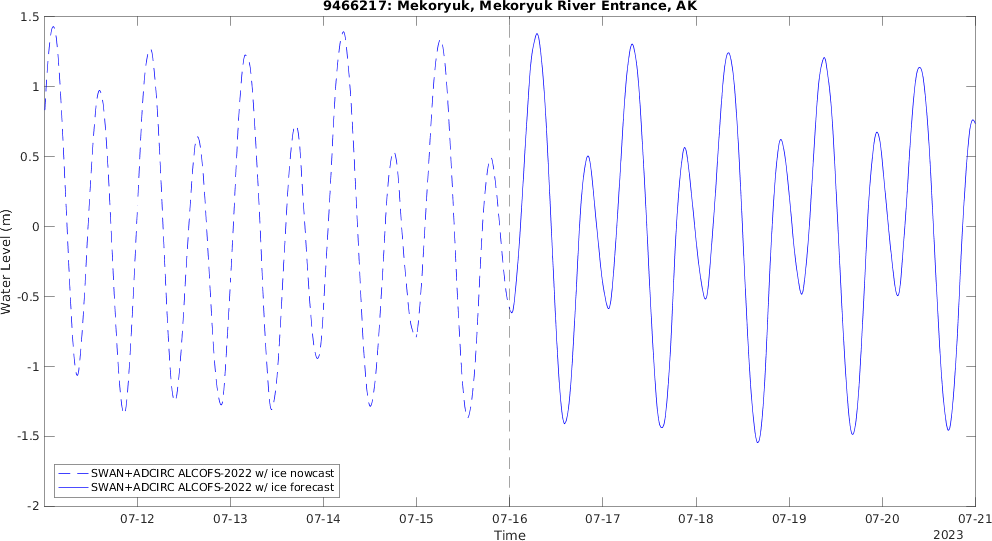 9466217: Mekoryuk, Mekoryuk River Entrance, AK
1.5
1
0.5
0
-0.5
-1
-1.5
-2
Water Level (m)
SWAN+ADCIRC ALCOFS-2022 w/ ice nowcast
SWAN+ADCIRC ALCOFS-2022 w/ ice forecast
07-12 07-13 07-14 07-15 07-16 07-17 07-18 07-19 07-20 07-21
Time
2023